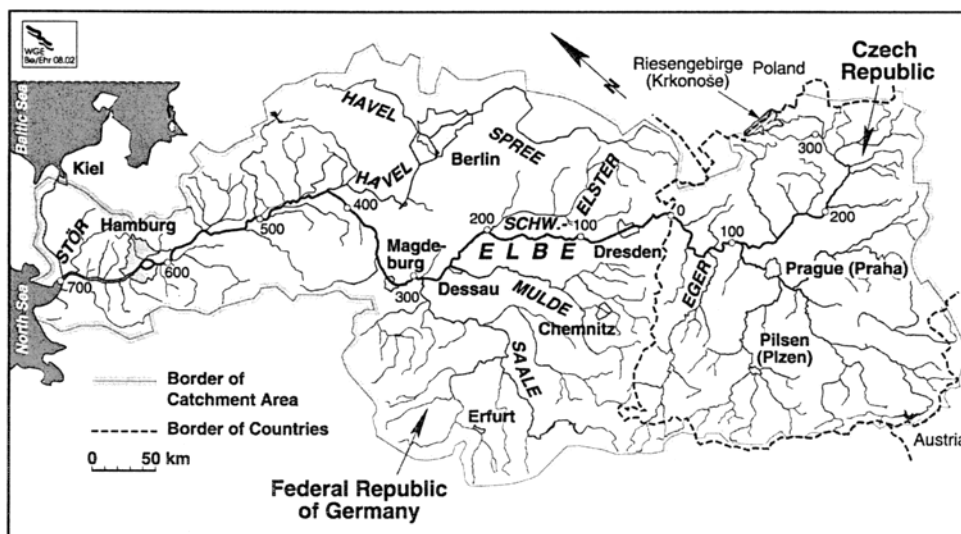 WGE
Be/Ehr 08.02
Baltic Sea
North Sea
Kiel
STÖR
Hamburg
700
600
500
400
300
200
100
0
HAVEL
HAVEL
Berlin
SPREE
SCHW.-
ELSTER
Magde-
burg
ELBE
Dresden
Dessau
MULDE
Chemnitz
SAALE
Erfurt
N
Riesengebirge
(Krkonoše)
Poland
Czech
Republic
300
200
100
EGER
Prague (Praha)
Pilsen
(Plzen)
Austria
Border of
Catchment Area
Border of Countries
0 50 km
Federal Republic
of Germany